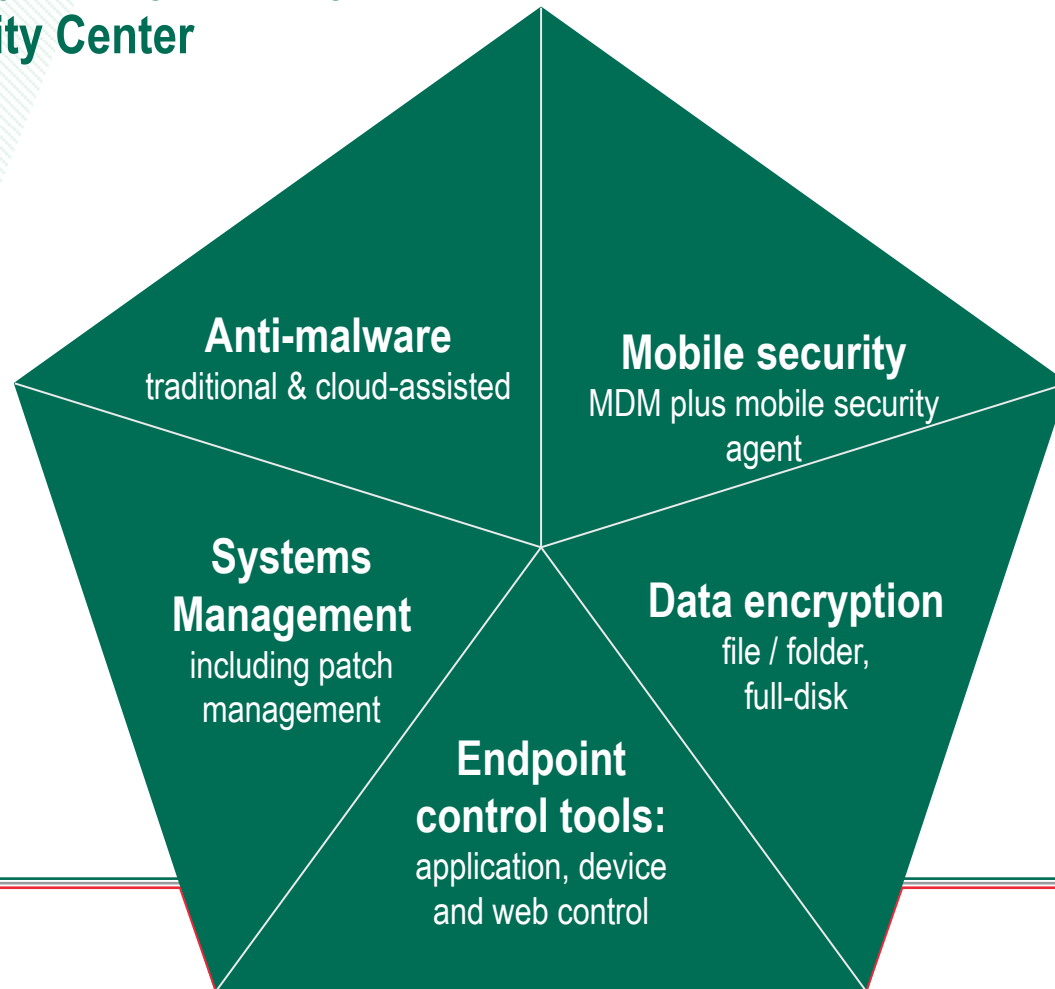 Center
Anti-malware
traditional & cloud-assisted
Mobile security
MDM plus mobile security
agent
Systems
Management
including patch
management
Data encryption
file / folder,
full-disk
Endpoint
control tools:
application, device
and web control